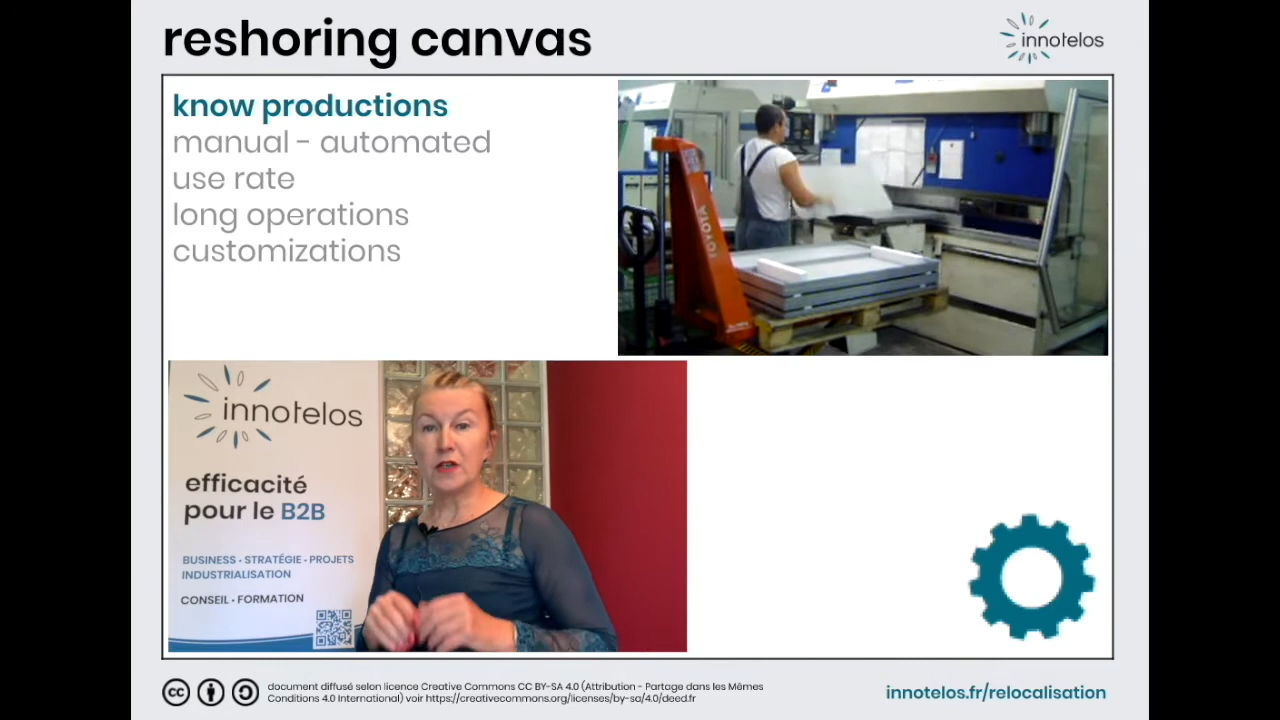 reshoring canvas
innotelos
know productions
manual - automated
use rate
long operations
customizations
TOYOTA
innotelos
efficacité
pour le B2B
BUSINESS • STRATÉGIE • PROJETS
INDUSTRIALISATION
CONSEIL • FORMATION
cc
document diffusé selon licence Creative Commons CC BY-SA 4.0 (Attribution - Partage dans les Mêmes
Conditions 4.0 International) voir https://creativecommons.org/licenses/by-sa/4.0/deed.fr
innotelos.fr/relocalisation